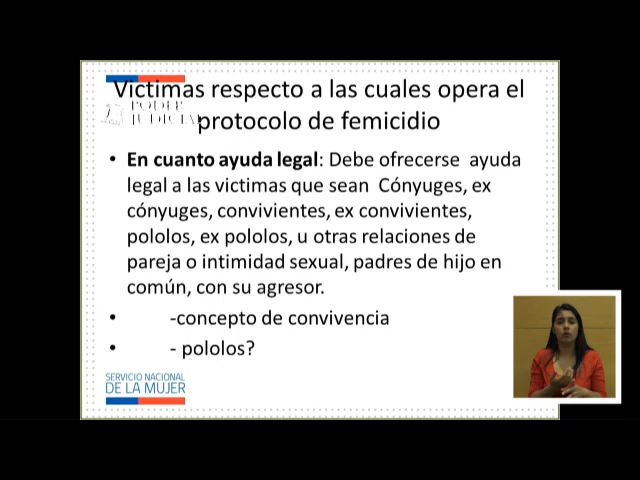 Victimas respecto a las cuales opera el
PODER
JUDICIAL
protocolo de femicidio
• En cuanto ayuda legal: Debe ofrecerse ayuda
legal a las victimas que sean Cónyuges, ex
cónyuges, convivientes, ex convivientes,
pololos, ex pololos, u otras relaciones de
pareja o intimidad sexual, padres de hijo en
común, con su agresor.
• -concepto de convivencia
• - pololos?
SERVICIO NACIONAL
DE LA MUJER